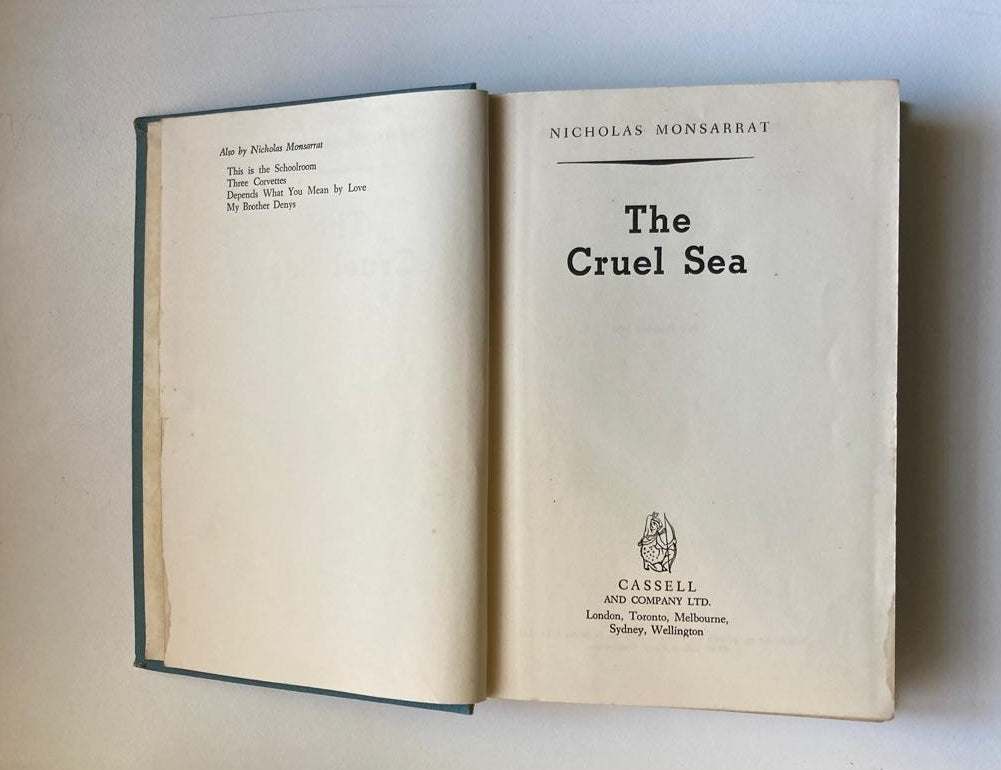 Also by Nicholas Monsarrat
This is the Schoolroom
Three Corvettes
Depends What You Mean by Love
My Brother Denys
NICHOLAS MONSARRAT
The
Cruel Sea
CASSELL
AND COMPANY LTD.
London, Toronto, Melbourne,
Sydney, Wellington